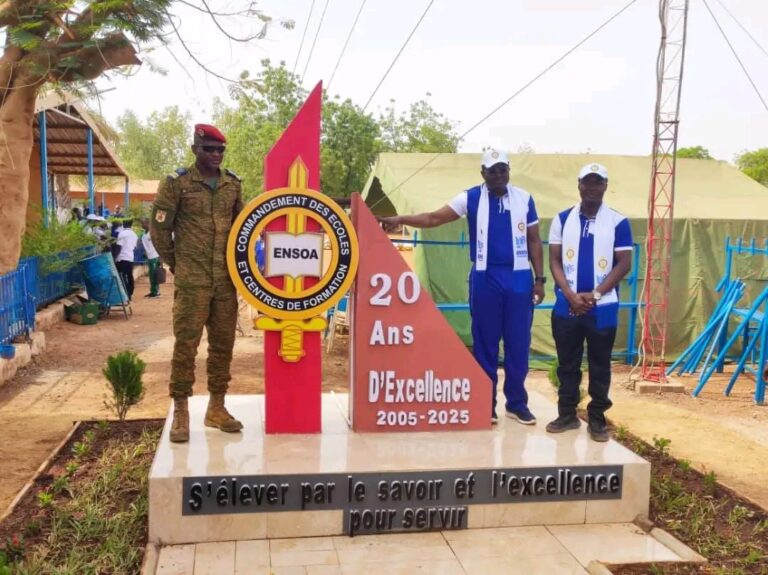 COMMANDEMENT DES ECOLES
ENSOA
ET CENTRES DE FORMATION
20
Ans
D'Excellence
2005-2025
S'élever par le savoir et l'excellence
pour servir